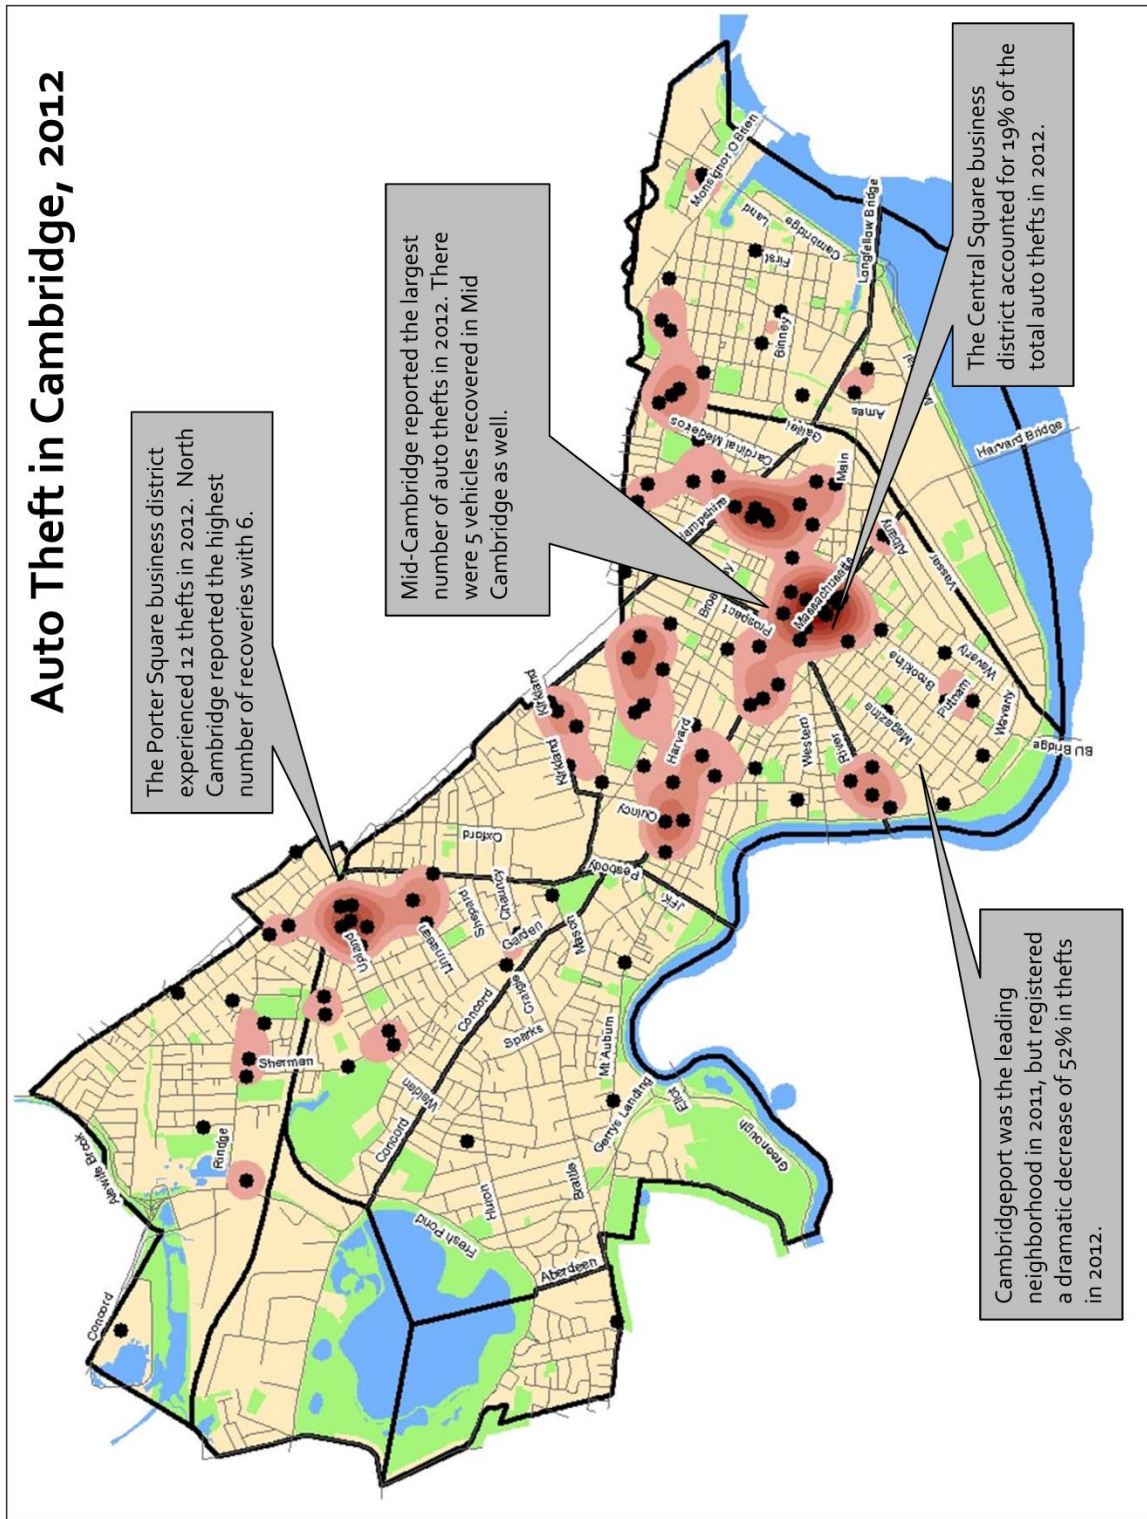 Auto Theft in Cambridge, 2012
The Porter Square business district
experienced 12 thefts in 2012.  North
Cambridge reported the highest
number of recoveries with 6.
Mid-Cambridge reported the largest
number of auto thefts in 2012. There
were 5 vehicles recovered in Mid
Cambridge as well.
The Central Square business
district accounted for 19% of the
total auto thefts in 2012.
Cambridgeport was the leading
neighborhood in 2011, but registered
a dramatic decrease of 52% in thefts
in 2012.
Concord
Alewife Brook
Rindge
Sherman
Upland
Linnaean
Shepard
Chauncy
Garden
Oxford
Concord
Walden
Concord
Craigie
Sparks
Mason
Huron
Fresh Pond
Aberdeen
Brattle
Mt Auburn
Gerrys Landing
Eliot
Greenough
JFK
Peabody
Quincy
Kirkland
Kirkland
Harvard
Hampshire
Prospect
Massachusetts
Western
River
Magazine
Brookline
Putnam
Waverly
Waverly
BU Bridge
Vassar
Albany
Main
Cardinal Medeiros
Galilei
Ames
Binney
First
Land
Cambridge
Monsignor O'Brien
Longfellow Bridge
Harvard Bridge